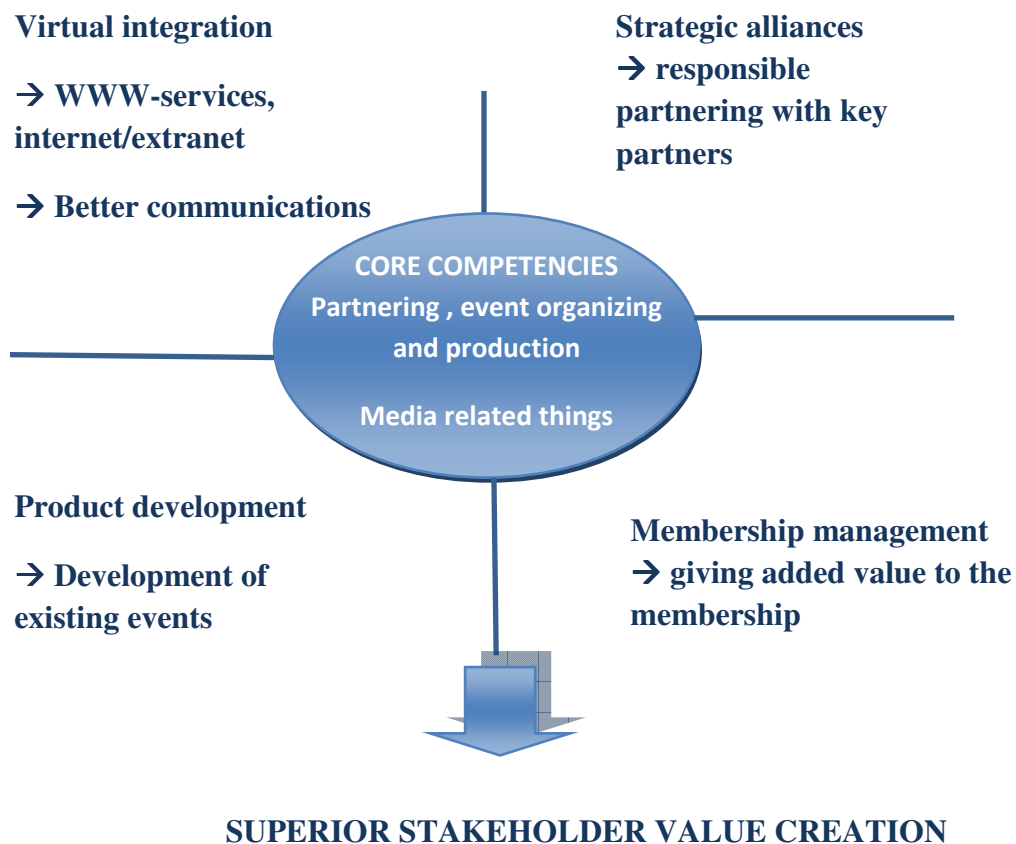 Virtual integration
→ WWW-services,
internet/extranet
→ Better communications
Strategic alliances
→ responsible
partnering with key
partners
CORE COMPETENCIES
Partnering , event organizing
and production
Media related things
Product development
→ Development of
existing events
Membership management
→ giving added value to the
membership
SUPERIOR STAKEHOLDER VALUE CREATION